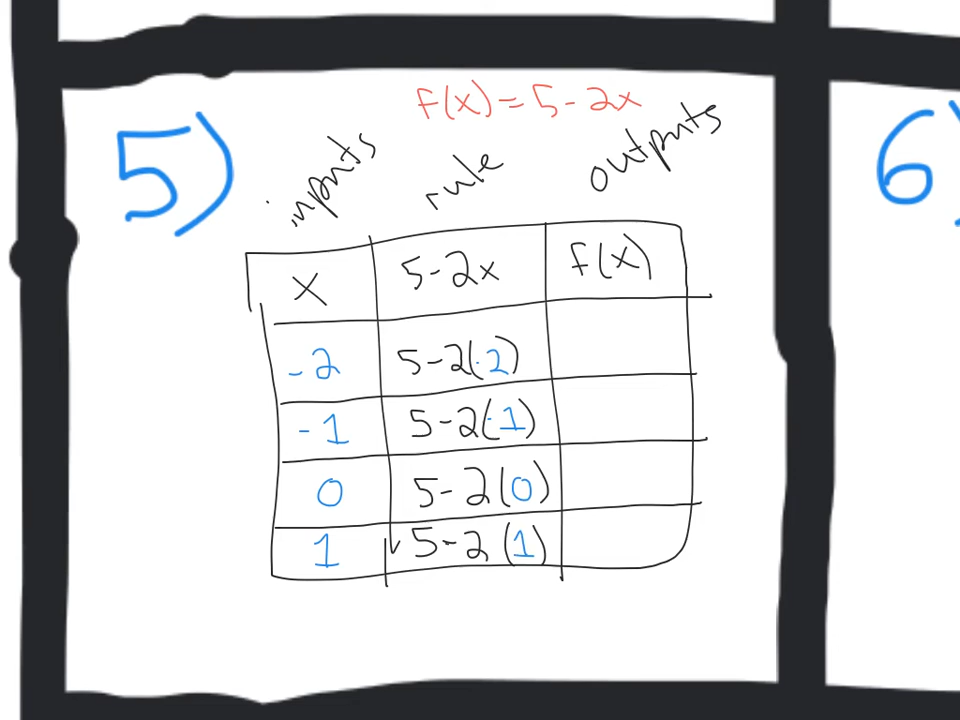 f(x) = 5 - 2x
5) inputs rule outputs 6)
x 5-2x f(x)
-2 5-2(-2)
-1 5-2(-1)
0 5-2(0)
1 5-2(1)